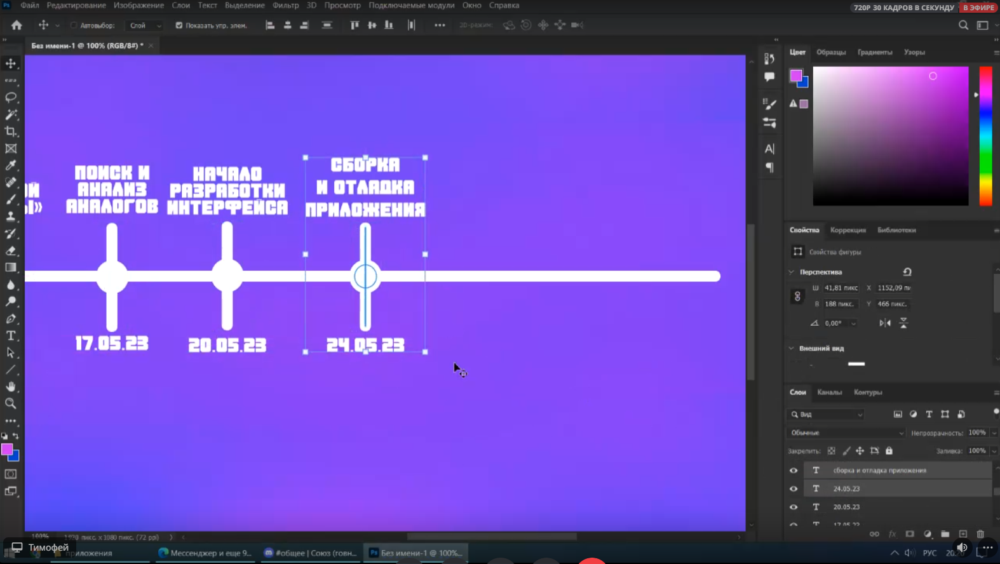 Ps Файл Редактирование Изображение Слои Текст Выделение Фильтр 3D Просмотр Подключаемые модули Окно Справка
720P 30 КАДРОВ В СЕКУНДУ В ЭФИРЕ
Автовыбор: Слой Показать упр. элем. 3D-режим:
Без имени-1 @ 100% (RGB/8#) *
Цвет Образцы Градиенты Узоры
ПОИСК И
АНАЛИЗ
АНАЛОГОВ
НАЧАЛО
РАЗРАБОТКИ
ИНТЕРФЕЙСА
СБОРКА
И ОТЛАДКА
ПРИЛОЖЕНИЯ
17.05.23
20.05.23
24.05.23
Свойства Коррекция Библиотеки
Свойства фигуры
Перспектива
Ш 41,81 пикс X 1152,09 пи
В 188 пикс. Y 466 пикс.
0,00°
Внешний вид
Слои Каналы Контуры
Вид
Обычные Непрозрачность: 100%
Закрепить: Заливка: 100%
сборка и отладка приложения
24.05.23
20.05.23
17.05.23
100% 1920 пикс. x 1080 пикс. (72 ppi)
Тимофей
приложения
Мессенджер и еще 9...
#общее | Союз (говн...
Ps Без имени-1 @ 100%...
РУС